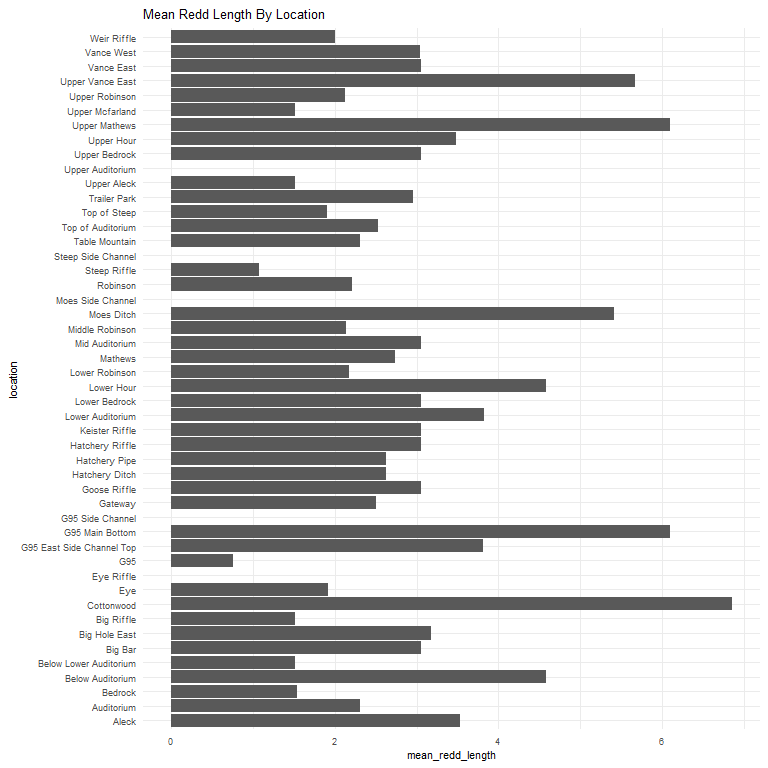 Mean Redd Length By Location
Weir Riffle
Vance West
Vance East
Upper Vance East
Upper Robinson
Upper Mcfarland
Upper Mathews
Upper Hour
Upper Bedrock
Upper Auditorium
Upper Aleck
Trailer Park
Top of Steep
Top of Auditorium
Table Mountain
Steep Side Channel
Steep Riffle
Robinson
Moes Side Channel
Moes Ditch
Middle Robinson
Mid Auditorium
Mathews
Lower Robinson
Lower Hour
Lower Bedrock
Lower Auditorium
Keister Riffle
Hatchery Riffle
Hatchery Pipe
Hatchery Ditch
Goose Riffle
Gateway
G95 Side Channel
G95 Main Bottom
G95 East Side Channel Top
G95
Eye Riffle
Eye
Cottonwood
Big Riffle
Big Hole East
Big Bar
Below Lower Auditorium
Below Auditorium
Bedrock
Auditorium
Aleck
location
0 2 4 6
mean_redd_length